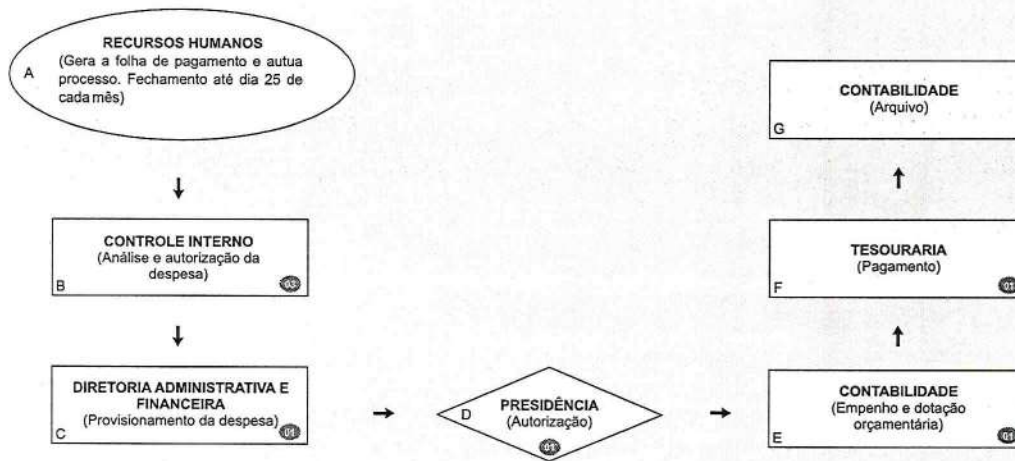 A
RECURSOS HUMANOS
(Gera a folha de pagamento e autua
processo. Fechamento até dia 25 de
cada mês)
CONTROLE INTERNO
(Análise e autorização da
despesa)
B
03
DIRETORIA ADMINISTRATIVA E
FINANCEIRA
(Provisionamento da despesa)
C
01
D
PRESIDÊNCIA
(Autorização)
01
CONTABILIDADE
(Empenho e dotação
orçamentária)
E
01
TESOURARIA
(Pagamento)
F
01
CONTABILIDADE
(Arquivo)
G